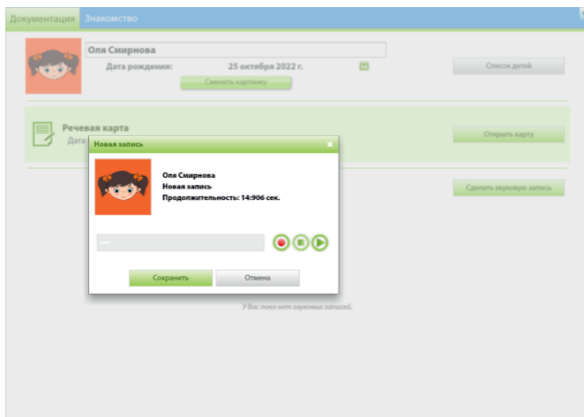 Документация Знакомство
Оля Смирнова
Дата рождения: 25 октября 2022 г.
Сменить картинку
Список детей
Речевая карта
Дата
Открыть карту
Новая запись
Оля Смирнова
Новая запись
Продолжительность: 14:906 сек.
Сделать звуковую запись
Сохранить Отмена
У Вас пока нет звуковых записей.